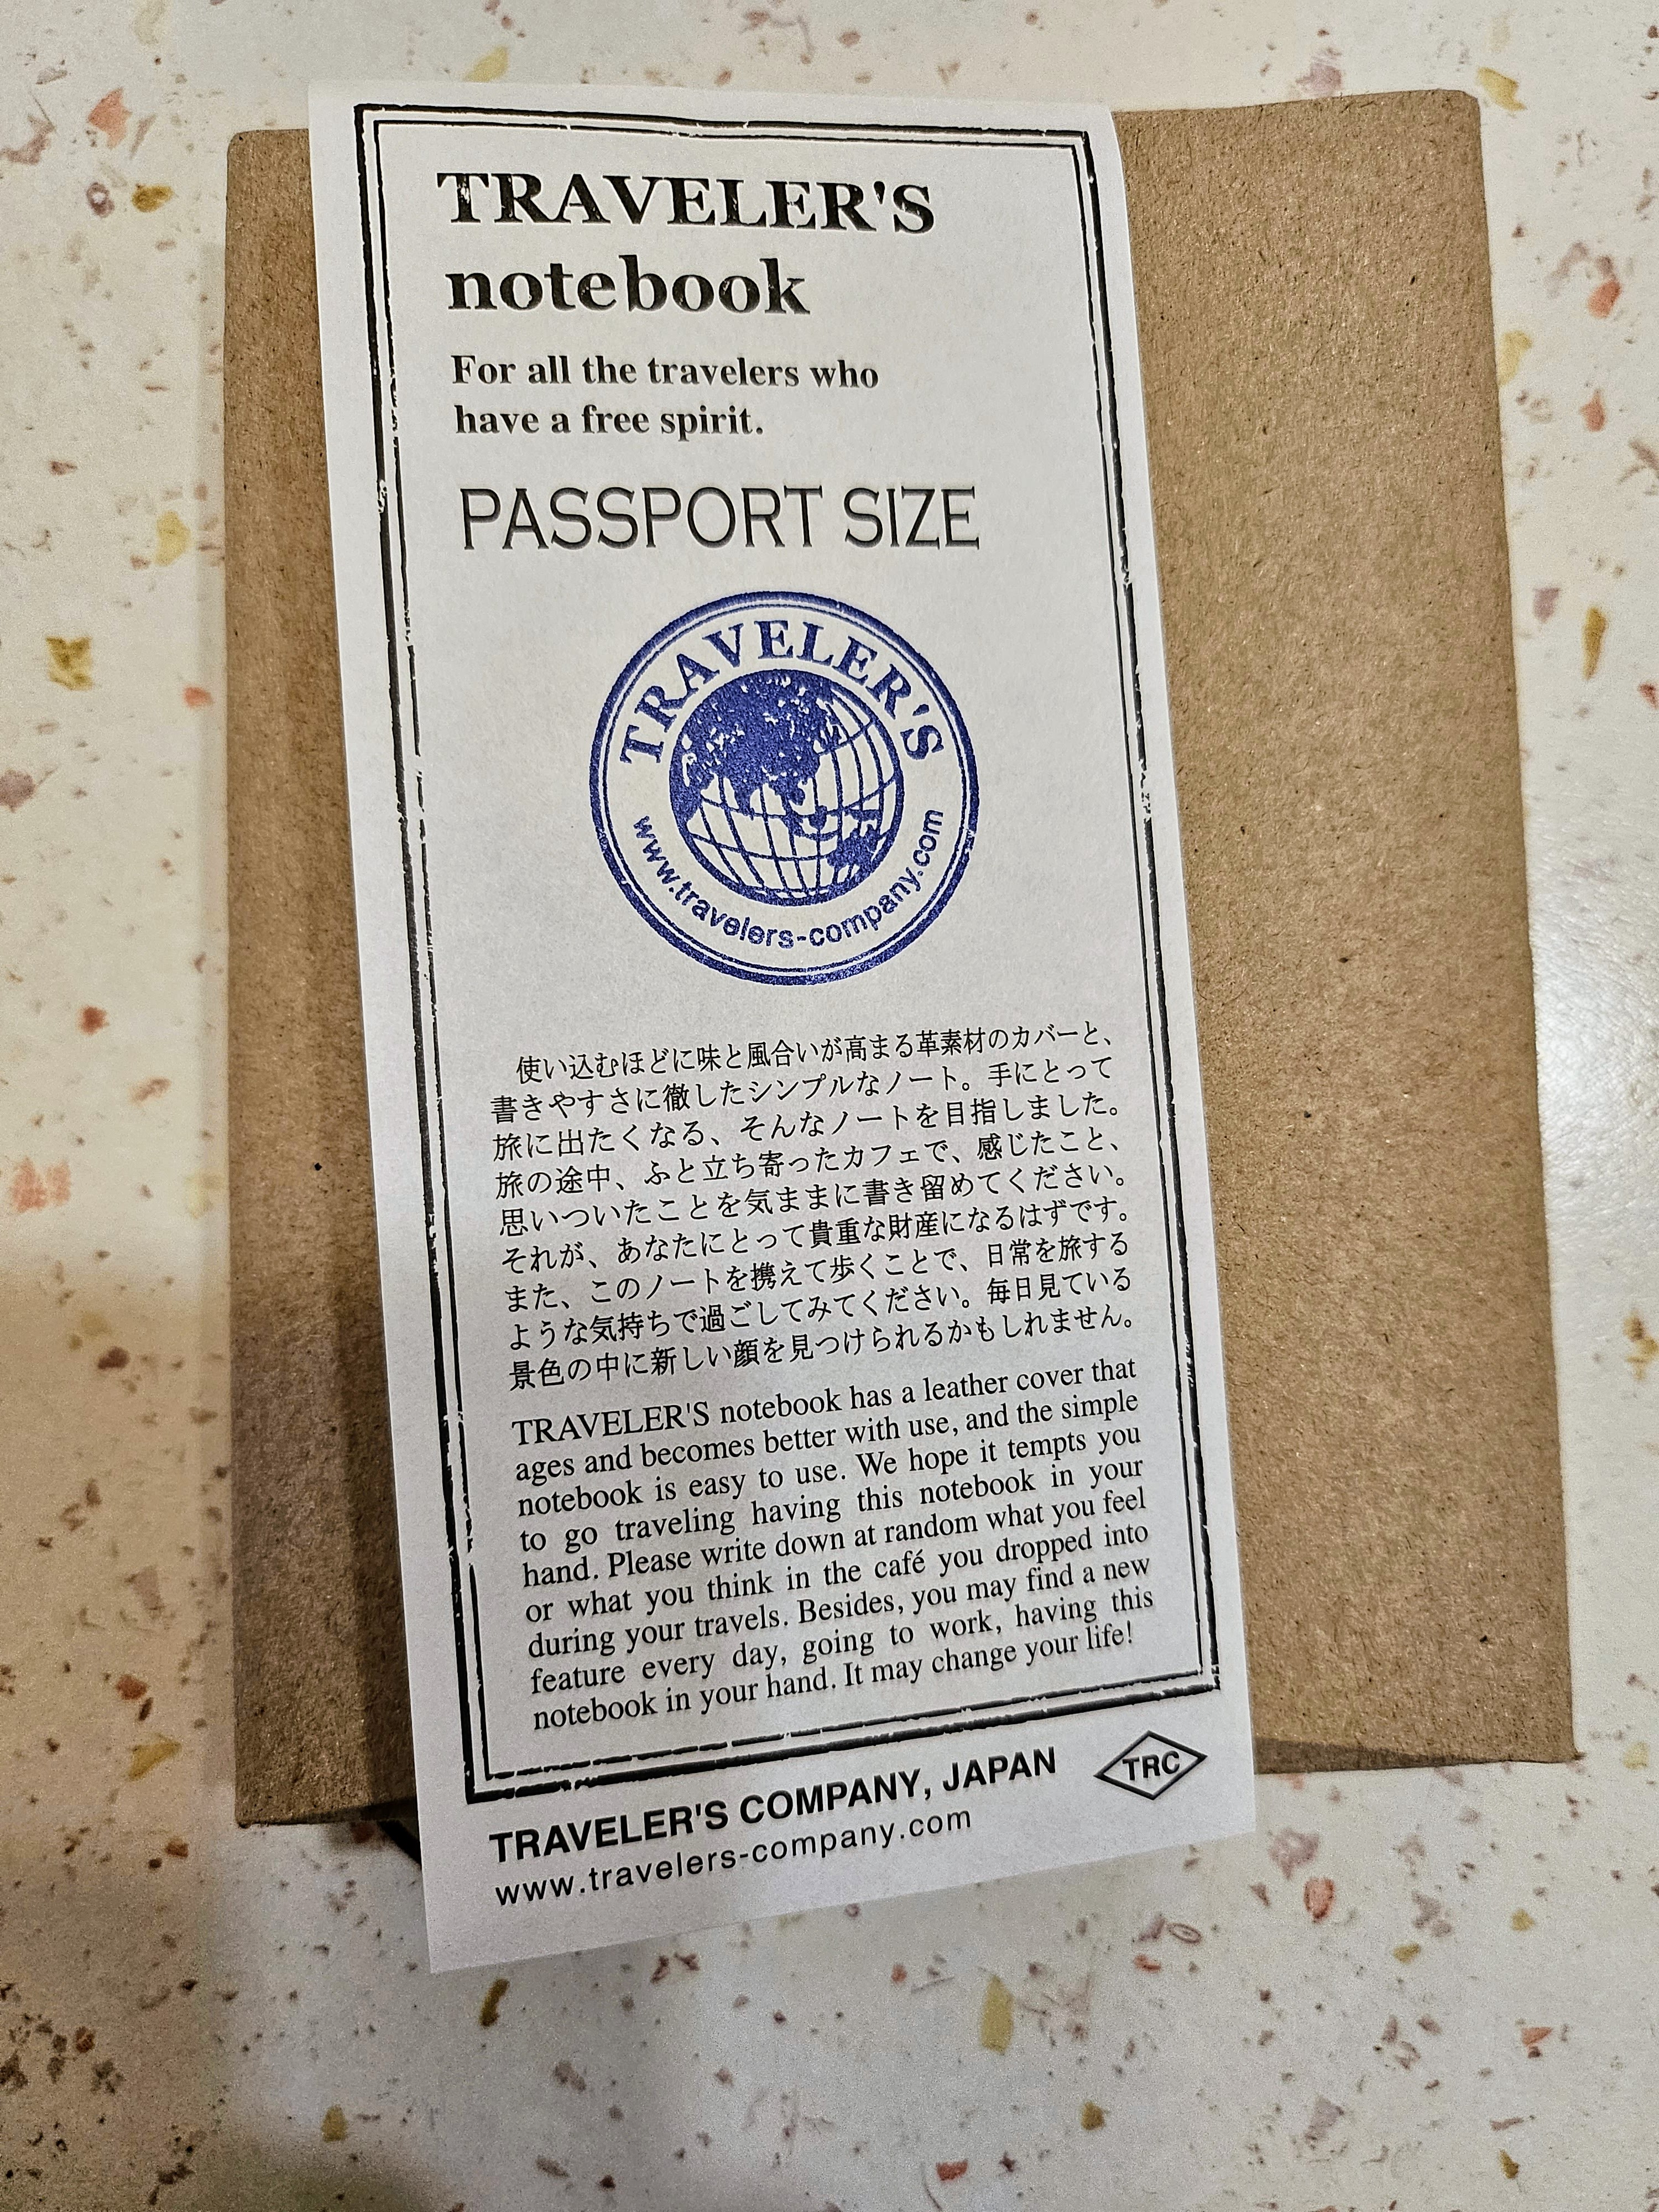 TRAVELER'S
notebook
For all the travelers who
have a free spirit.
PASSPORT SIZE
TRAVELER'S
www.travelers-company.com
使い込むほどに味と風合いが高まる革素材のカバーと、
書きやすさに徹したシンプルなノート。手にとって
旅に出たくなる、そんなノートを目指しました。
旅の途中、ふと立ち寄ったカフェで、感じたこと、
思いついたことを気ままに書き留めてください。
それが、あなたにとって貴重な財産になるはずです。
また、このノートを携えて歩くことで、日常を旅する
ような気持ちで過ごしてみてください。毎日見ている
景色の中に新しい顔を見つけられるかもしれません。
TRAVELER'S notebook has a leather cover that
ages and becomes better with use, and the simple
notebook is easy to use. We hope it tempts you
to go traveling having this notebook in your
hand. Please write down at random what you feel
or what you think in the café you dropped into
during your travels. Besides, you may find a new
feature every day, going to work, having this
notebook in your hand. It may change your life!
TRAVELER'S COMPANY, JAPAN
TRC
www.travelers-company.com